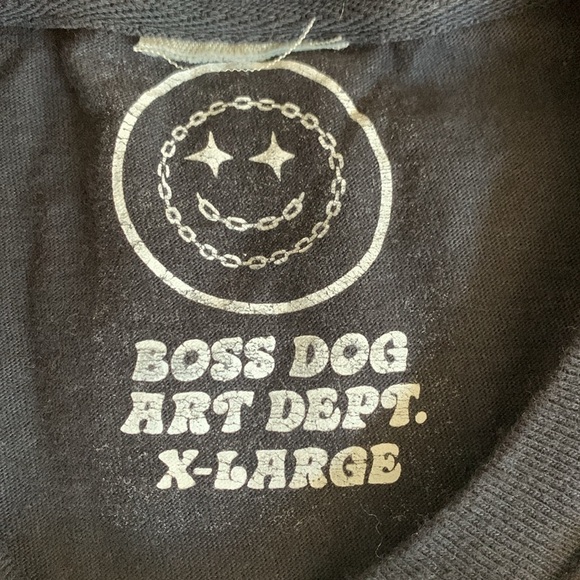 BOSS DOG
ART DEPT.
X-LARGE